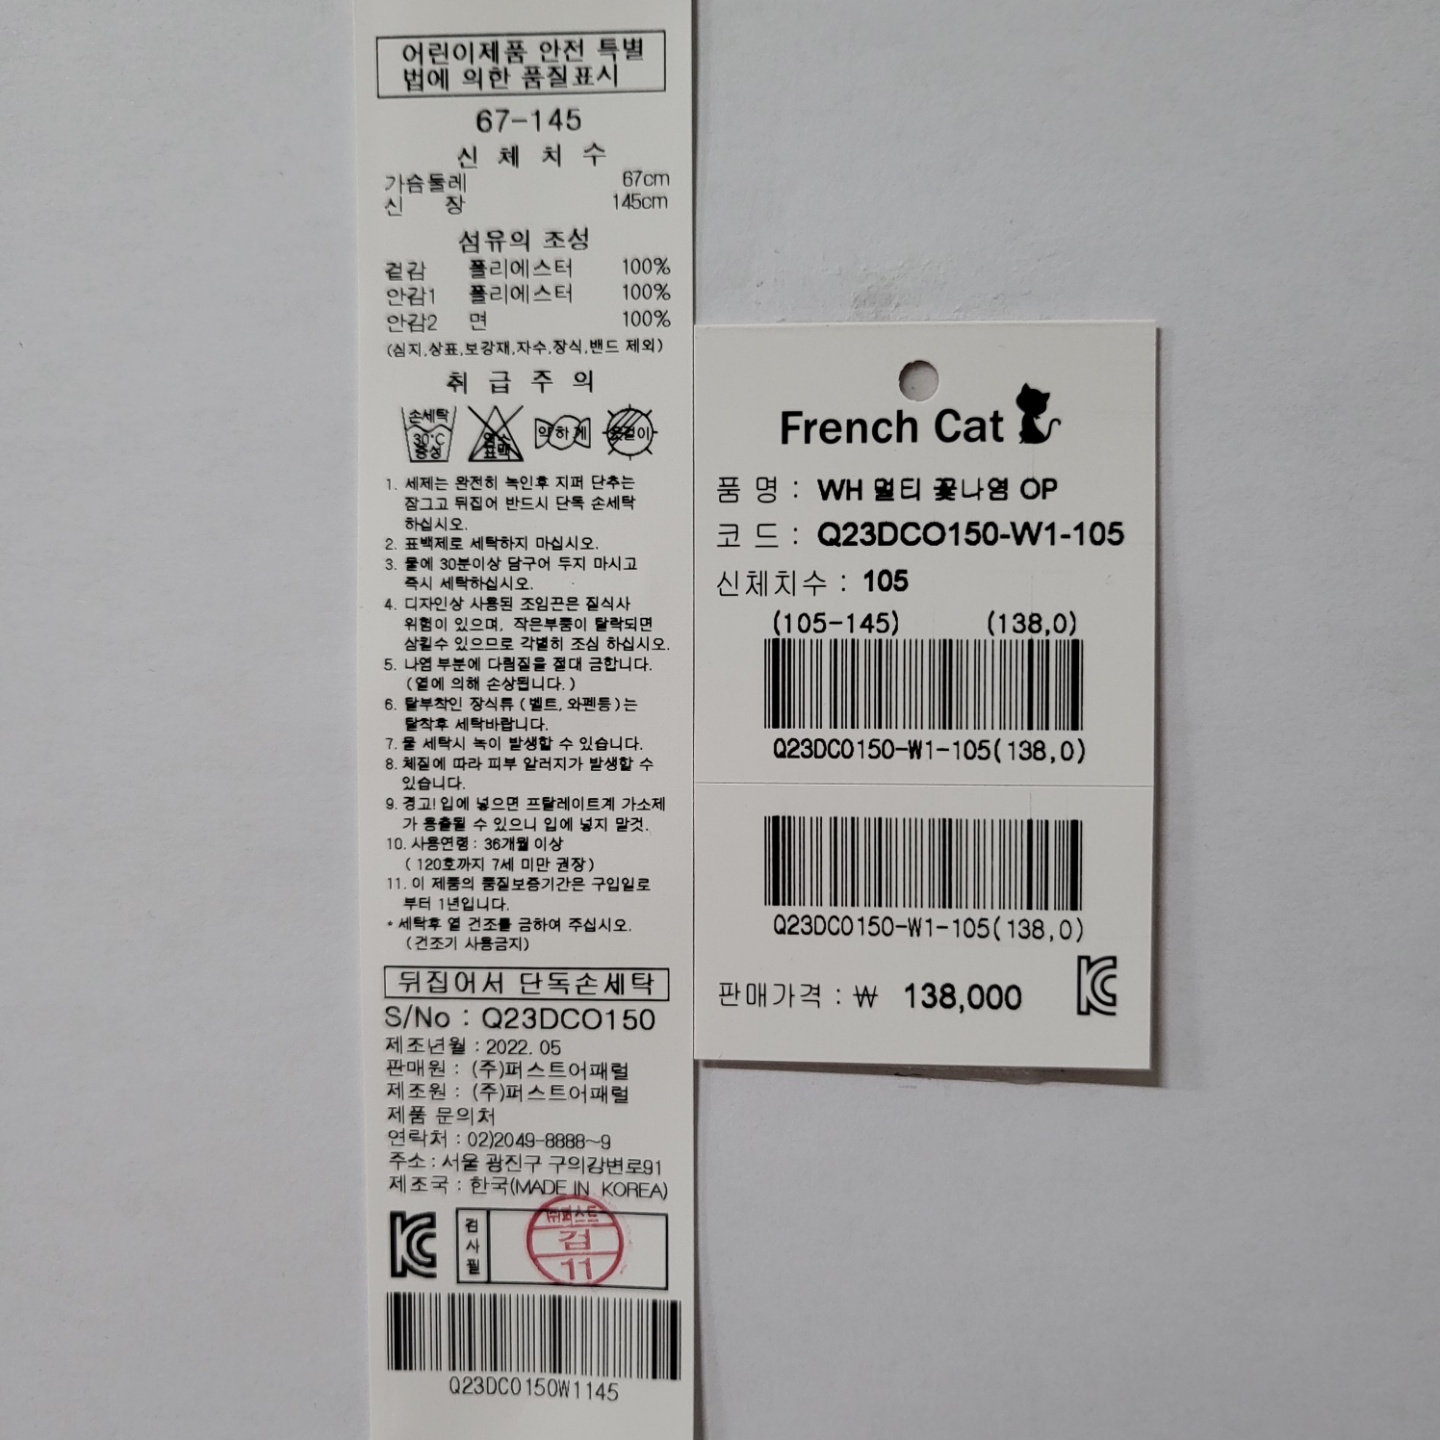 어린이제품 안전 특별
법에 의한 품질표시
67-145
신 체 치 수
가슴둘레 67cm
신 장 145cm
섬유의 조성
겉감 폴리에스터 100%
안감1 폴리에스터 100%
안감2 면 100%
(심지,상표,보강재,자수,장식,밴드 제외)
취 급 주 의
손세탁
30°C
중성
염소
표백
약하게
옷걸이
1. 세제는 완전히 녹인후 지퍼 단추는
잠그고 뒤집어 반드시 단독 손세탁
하십시오.
2. 표백제로 세탁하지 마십시오.
3. 물에 30분이상 담구어 두지 마시고
즉시 세탁하십시오.
4. 디자인상 사용된 조임끈은 질식사
위험이 있으며, 작은부품이 탈락되면
삼킬수 있으므로 각별히 조심 하십시오.
5. 나염 부분에 다림질을 절대 금합니다.
(열에 의해 손상됩니다.)
6. 탈부착인 장식류 (벨트, 와펜등)는
탈착후 세탁바랍니다.
7. 물 세탁시 녹이 발생할 수 있습니다.
8. 체질에 따라 피부 알러지가 발생할 수
있습니다.
9. 경고! 입에 넣으면 프탈레이트계 가소제
가 용출될 수 있으니 입에 넣지 말것.
10. 사용연령 : 36개월 이상
( 120호까지 7세 미만 권장)
11. 이 제품의 품질보증기간은 구입일로
부터 1년입니다.
* 세탁후 열 건조를 금하여 주십시오.
(건조기 사용금지)
뒤집어서 단독손세탁
S/No : Q23DCO150
제조년월 : 2022. 05
판매원 : (주)퍼스트어패럴
제조원 : (주)퍼스트어패럴
제품 문의처
연락처 : 02)2049-8888~9
주소 : 서울 광진구 구의강변로91
제조국 : 한국(MADE IN KOREA)
KC
검사필
㈜퍼스트
검
11
Q23DCO150W1145
French Cat
품 명 : WH 멀티 꽃나염 OP
코 드 : Q23DCO150-W1-105
신체치수 : 105
(105-145) (138,0)
Q23DCO150-W1-105(138,0)
Q23DCO150-W1-105(138,0)
판매가격 : ₩ 138,000
KC